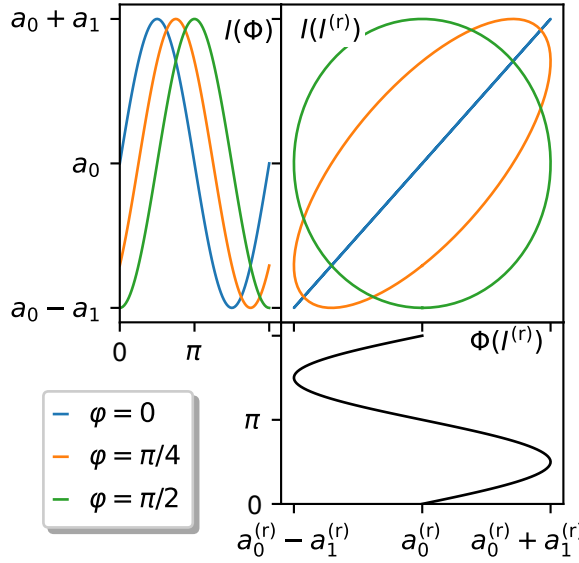 a₀ + a₁
I(Φ)
I(I⁽ʳ⁾)
a₀
a₀ − a₁
0
π
Φ(I⁽ʳ⁾)
φ = 0
φ = π/4
φ = π/2
π
0
a₀⁽ʳ⁾ − a₁⁽ʳ⁾
a₀⁽ʳ⁾
a₀⁽ʳ⁾ + a₁⁽ʳ⁾